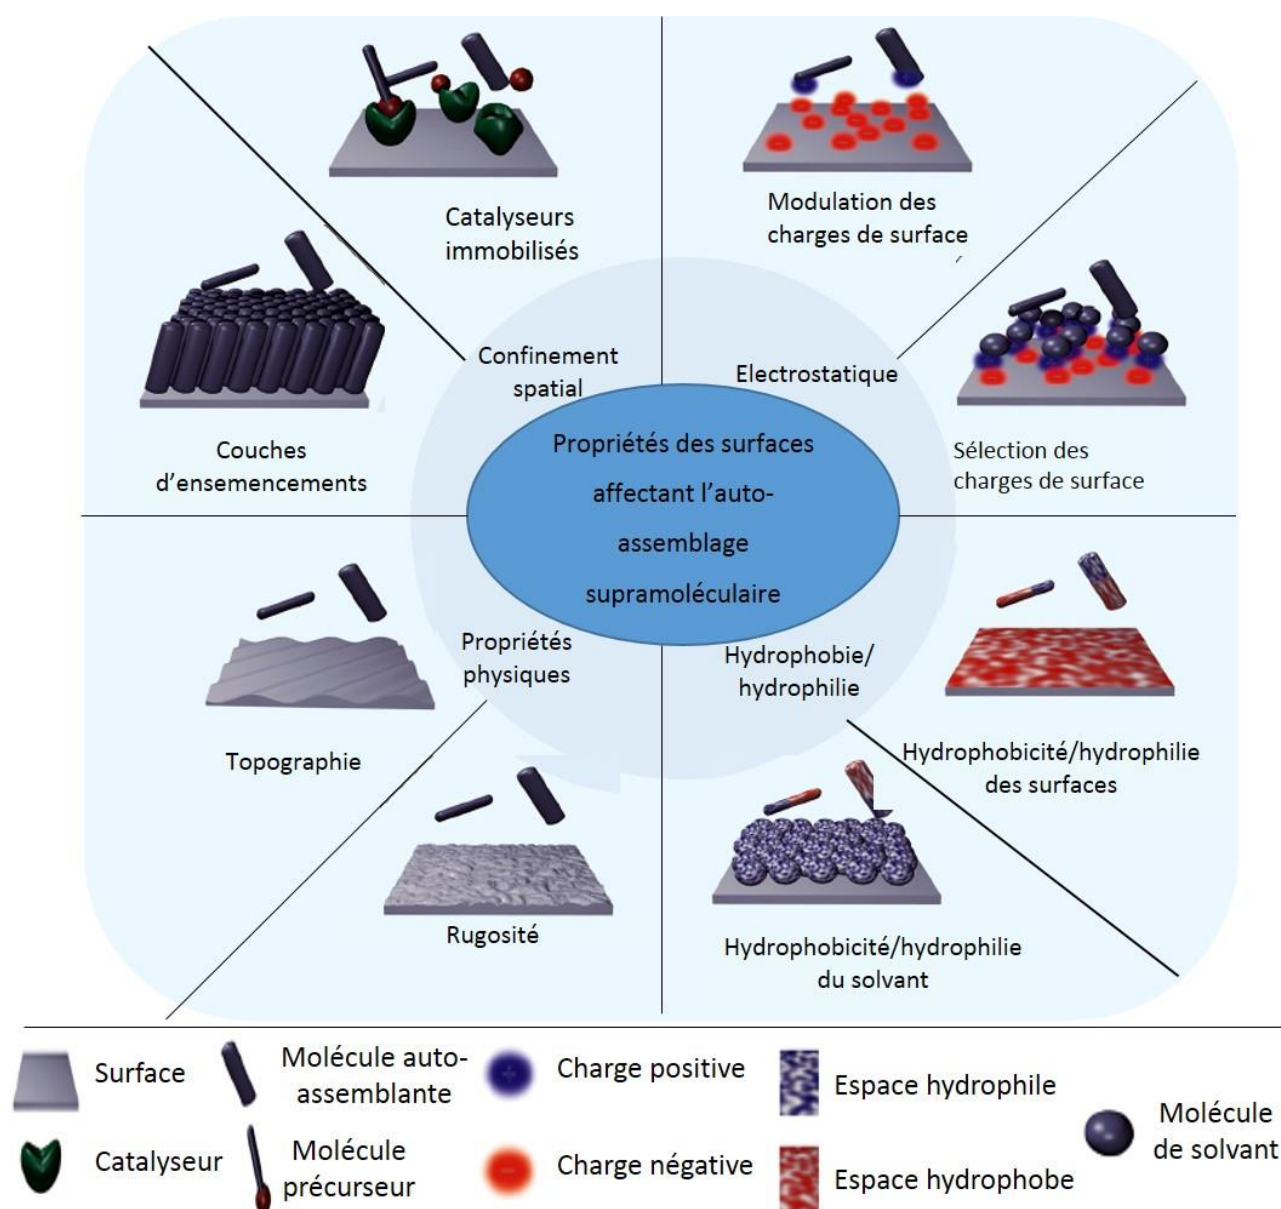 Catalyseurs
immobilisés
Modulation des
charges de surface
Couches
d'ensemencements
Confinement
spatial
Electrostatique
Sélection des
charges de surface
Propriétés des surfaces
affectant l'auto-
assemblage
supramoléculaire
Propriétés
physiques
Hydrophobie/
hydrophilie
Topographie
Hydrophobicité/hydrophilie
des surfaces
Rugosité
Hydrophobicité/hydrophilie
du solvant
Surface
Molécule auto-
assemblante
Charge positive
Espace hydrophile
Molécule
de solvant
Catalyseur
Molécule
précurseur
Charge négative
Espace hydrophobe